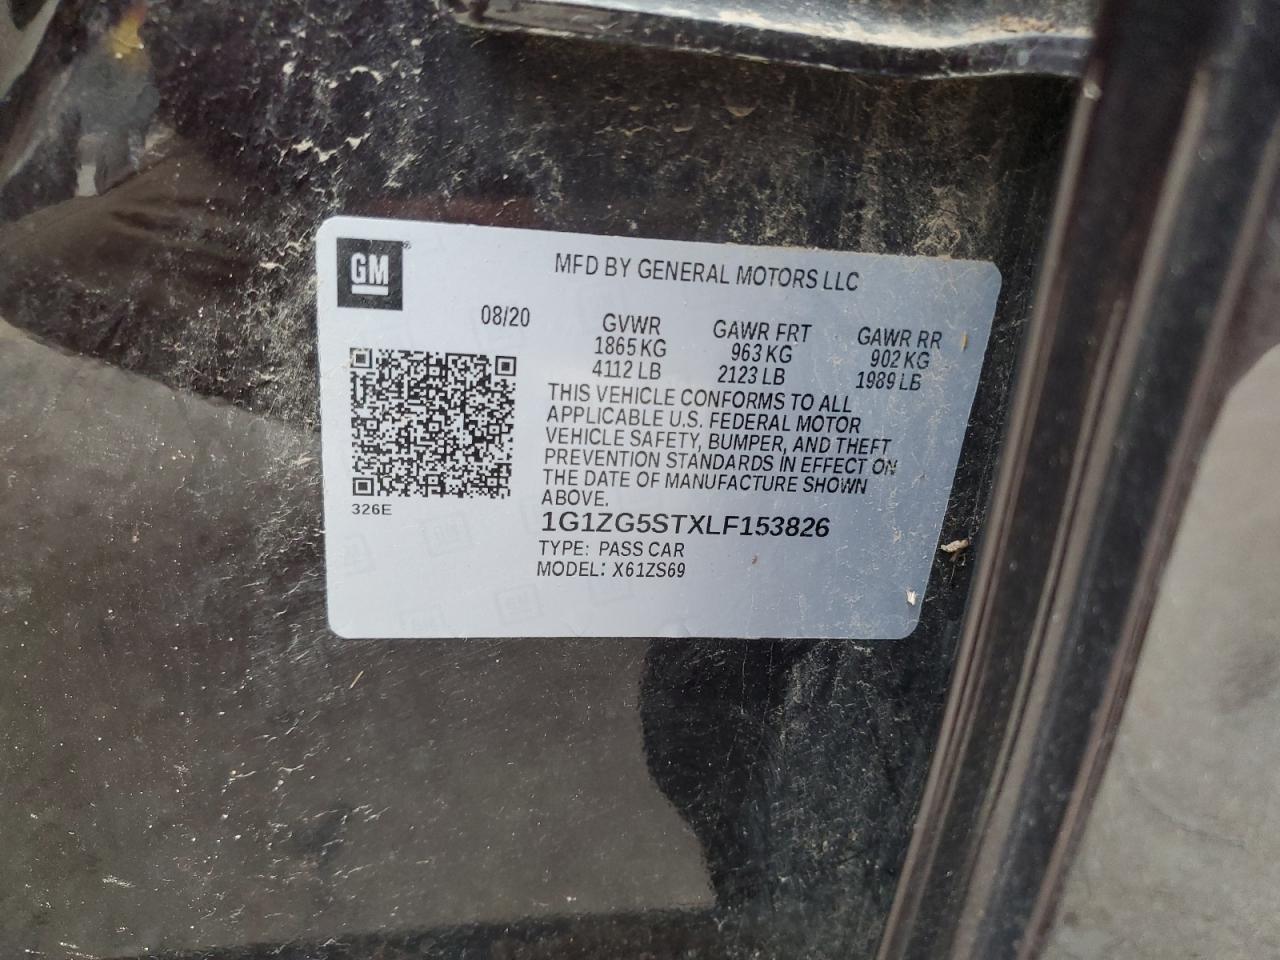 GM
MFD BY GENERAL MOTORS LLC
08/20
GVWR
1865 KG
4112 LB
GAWR FRT
963 KG
2123 LB
GAWR RR
902 KG
1989 LB
THIS VEHICLE CONFORMS TO ALL
APPLICABLE U.S. FEDERAL MOTOR
VEHICLE SAFETY, BUMPER, AND THEFT
PREVENTION STANDARDS IN EFFECT ON
THE DATE OF MANUFACTURE SHOWN
ABOVE.
326E
1G1ZG5STXLF153826
TYPE: PASS CAR
MODEL: X61ZS69